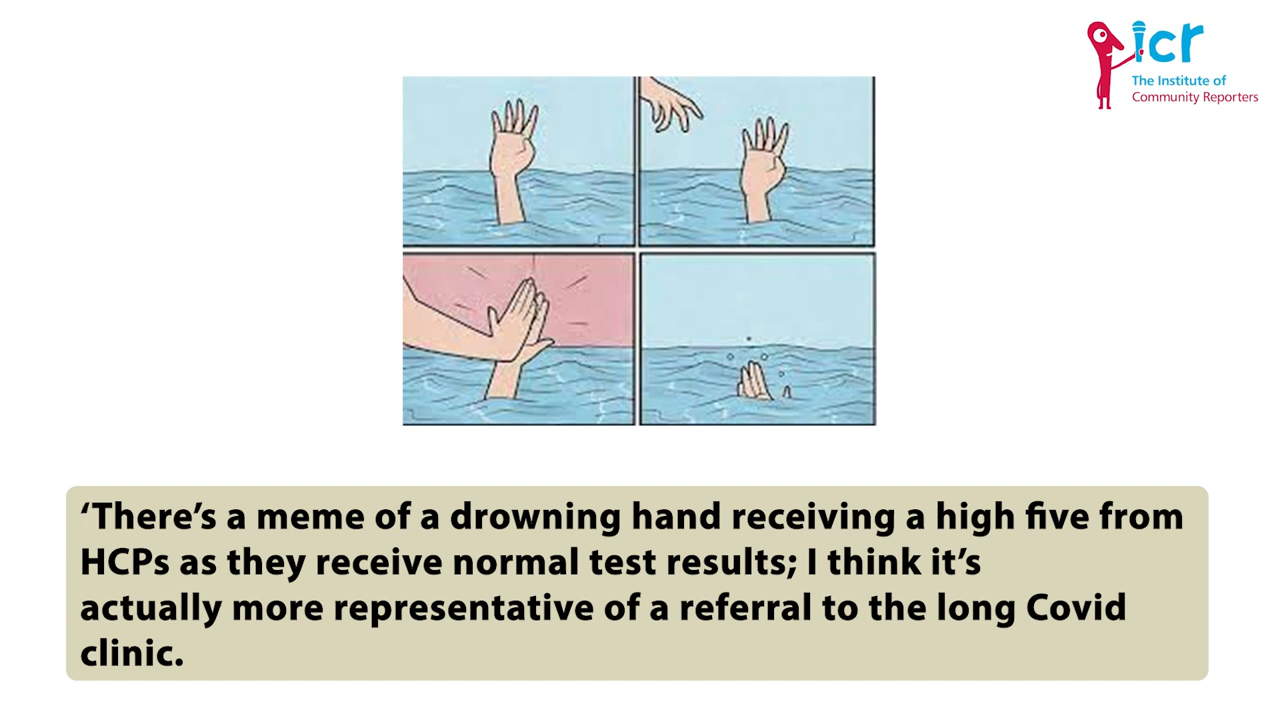 icr
The Institute of
Community Reporters
‘There’s a meme of a drowning hand receiving a high five from
HCPs as they receive normal test results; I think it’s
actually more representative of a referral to the long Covid
clinic.